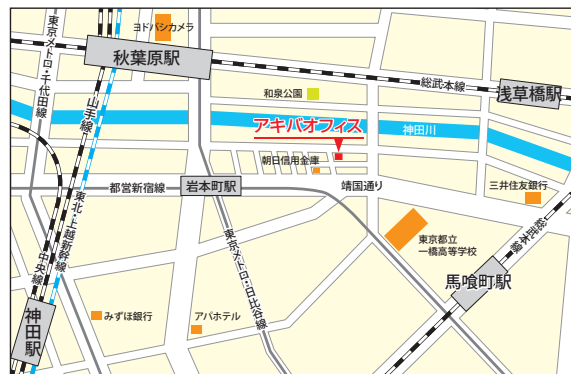 ヨドバシカメラ
秋葉原駅
東京メトロ・千代田線
山手線
和泉公園
総武本線
浅草橋駅
アキバオフィス
神田川
朝日信用金庫
都営新宿線
岩本町駅
靖国通り
三井住友銀行
東北・上越新幹線
中央線
東京メトロ・日比谷線
東京都立
一橋高等学校
総武本線
馬喰町駅
神田駅
みずほ銀行
アパホテル